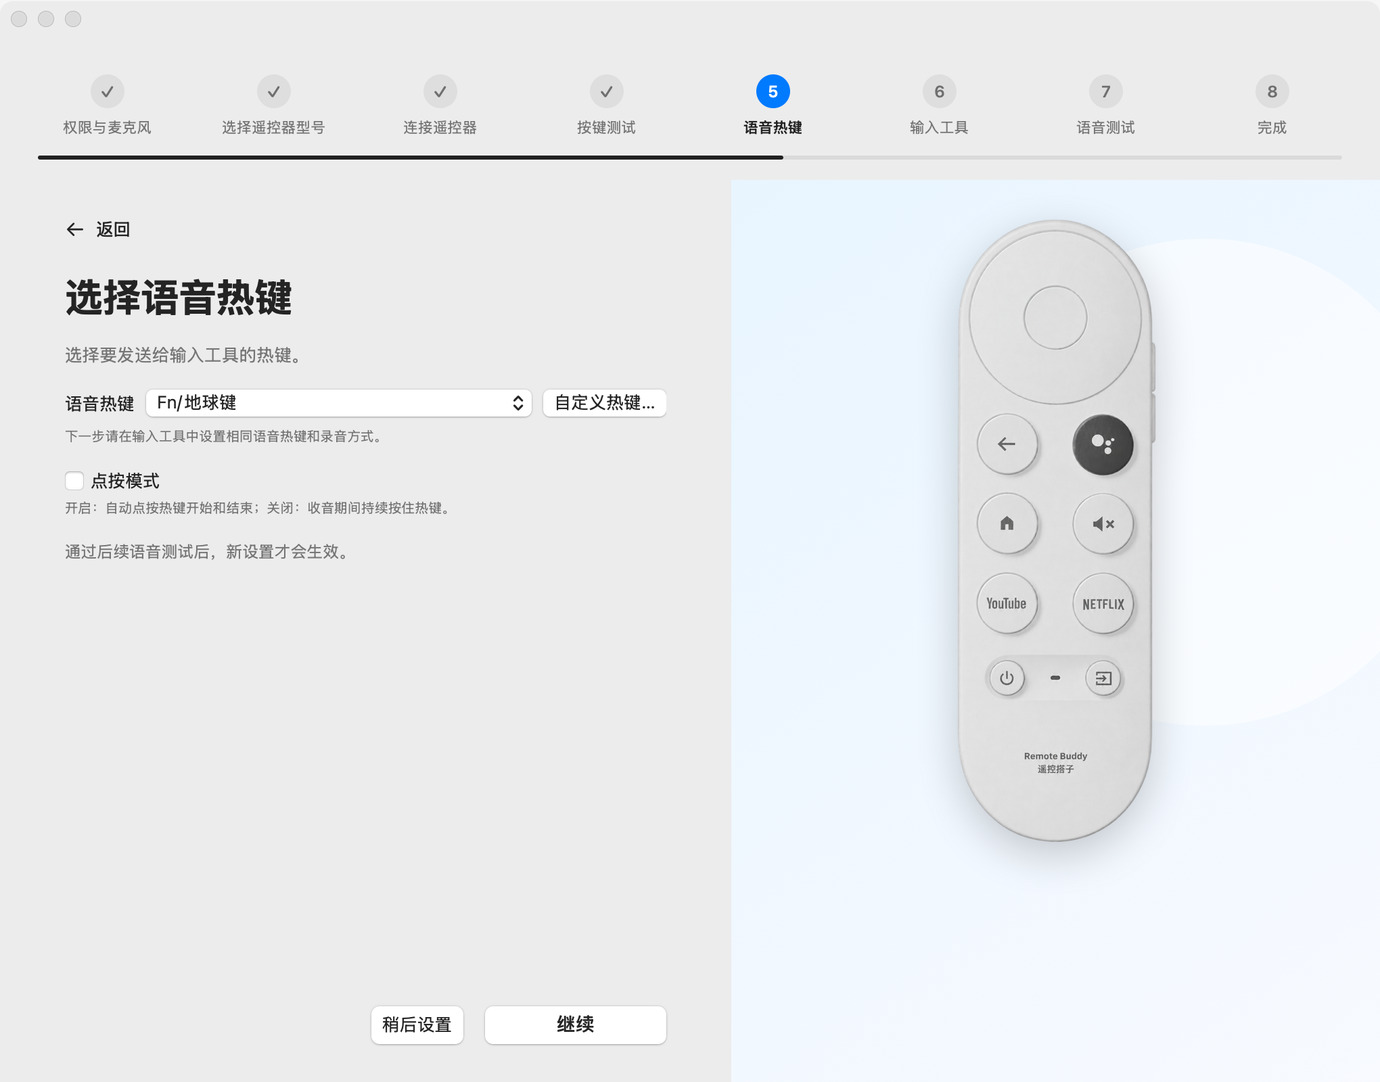 5
6
7
8
权限与麦克风
选择遥控器型号
连接遥控器
按键测试
语音热键
输入工具
语音测试
完成
返回
选择语音热键
选择要发送给输入工具的热键。
语音热键
Fn/地球键
自定义热键...
下一步请在输入工具中设置相同语音热键和录音方式。
点按模式
开启：自动点按热键开始和结束；关闭：收音期间持续按住热键。
通过后续语音测试后，新设置才会生效。
稍后设置
继续
YouTube
NETFLIX
Remote Buddy
遥控搭子